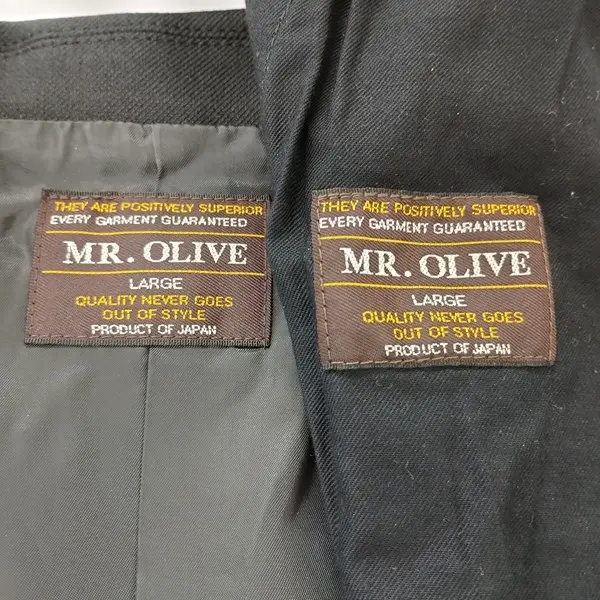 THEY ARE POSITIVELY SUPERIOR
EVERY GARMENT GUARANTEED
MR. OLIVE
LARGE
QUALITY NEVER GOES
OUT OF STYLE
PRODUCT OF JAPAN
THEY ARE POSITIVELY SUPERIOR
EVERY GARMENT GUARANTEED
MR. OLIVE
LARGE
QUALITY NEVER GOES
OUT OF STYLE
PRODUCT OF JAPAN